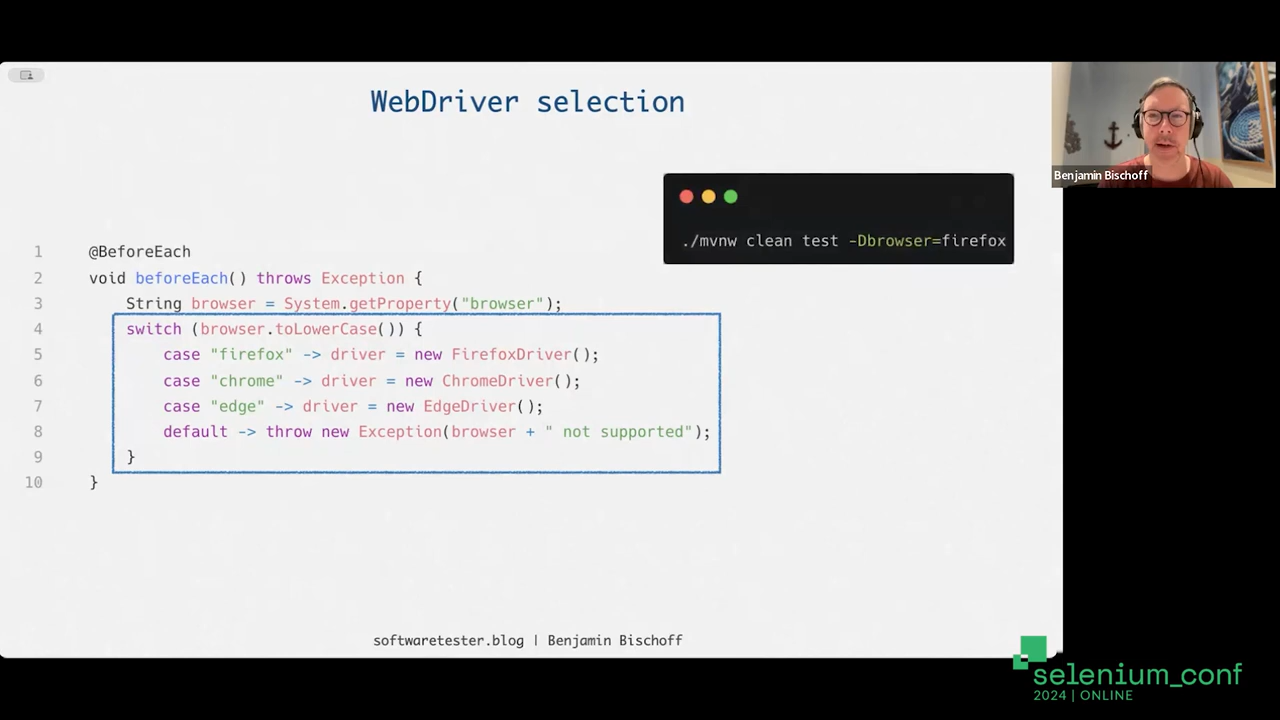 WebDriver selection
Benjamin Bischoff
./mvnw clean test -Dbrowser=firefox
1 @BeforeEach
2 void beforeEach() throws Exception {
3 String browser = System.getProperty("browser");
4 switch (browser.toLowerCase()) {
5 case "firefox" -> driver = new FirefoxDriver();
6 case "chrome" -> driver = new ChromeDriver();
7 case "edge" -> driver = new EdgeDriver();
8 default -> throw new Exception(browser + " not supported");
9 }
10 }
softwaretester.blog | Benjamin Bischoff
selenium_conf
2024 | ONLINE